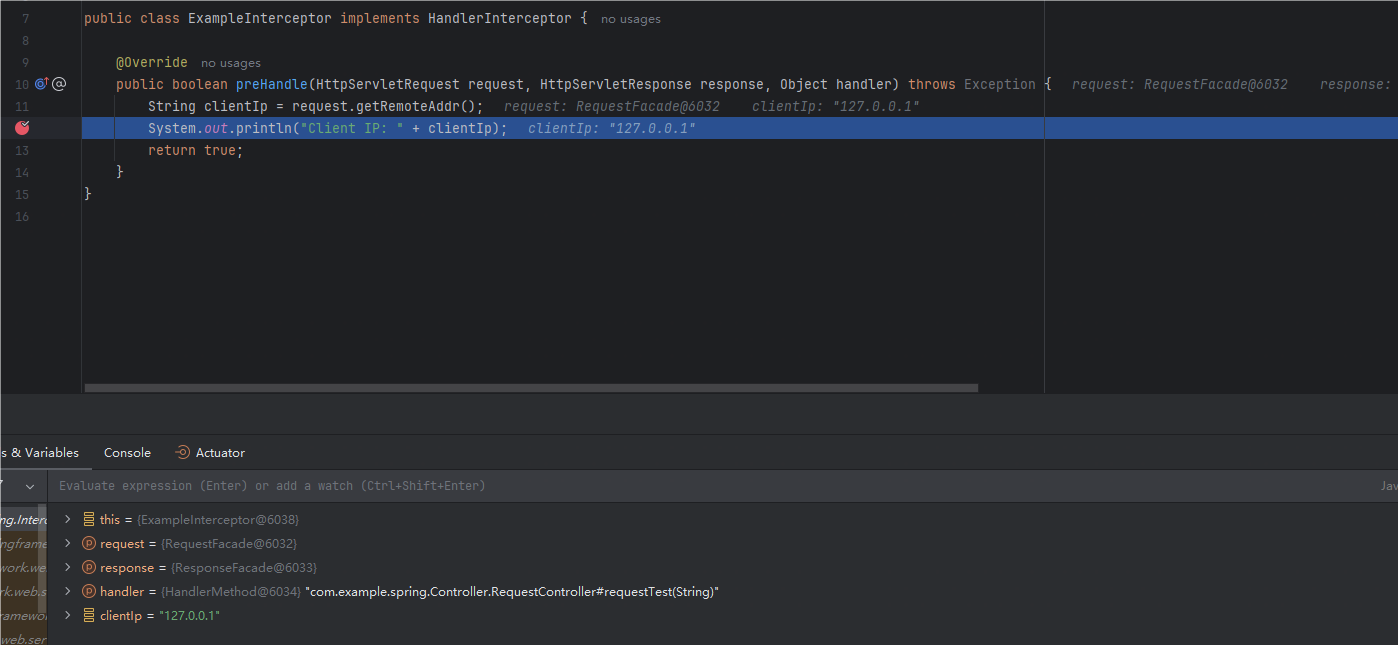 7 public class ExampleInterceptor implements HandlerInterceptor { no usages
8
9 @Override no usages
10 @ public boolean preHandle(HttpServletRequest request, HttpServletResponse response, Object handler) throws Exception { request: RequestFacade@6032 response:
11 String clientIp = request.getRemoteAddr(); request: RequestFacade@6032 clientIp: "127.0.0.1"
System.out.println("Client IP: " + clientIp); clientIp: "127.0.0.1"
13 return true;
14 }
15 }
16
s & Variables Console Actuator
Evaluate expression (Enter) or add a watch (Ctrl+Shift+Enter) Jav
ng.Interc this = {ExampleInterceptor@6038}
ngframe p request = {RequestFacade@6032}
work.we p response = {ResponseFacade@6033}
rk.web.s p handler = {HandlerMethod@6034} "com.example.spring.Controller.RequestController#requestTest(String)"
ramewor clientIp = "127.0.0.1"
web.ser